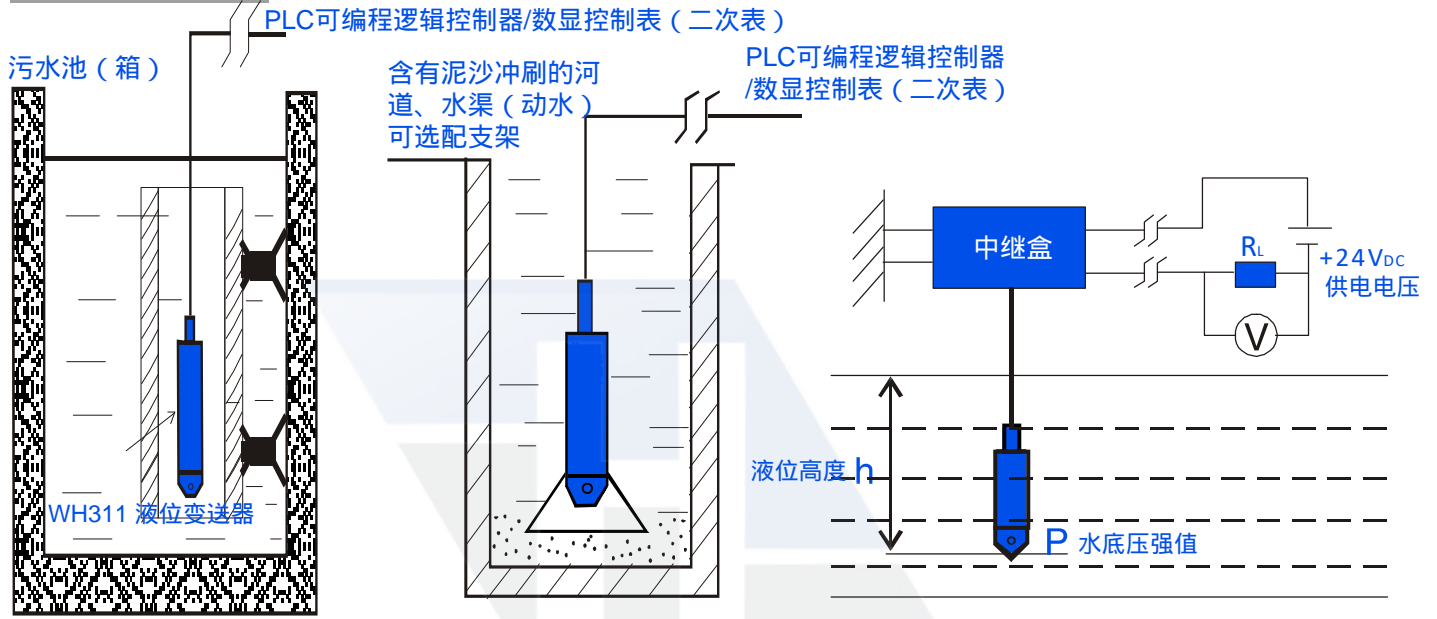 PLC可编程逻辑控制器/数显控制表（二次表）
污水池（箱）
WH311 液位变送器
含有泥沙冲刷的河
道、水渠（动水）
可选配支架
PLC可编程逻辑控制器
/数显控制表（二次表）
中继盒
RL
+24VDC
供电电压
V
液位高度h
P 水底压强值